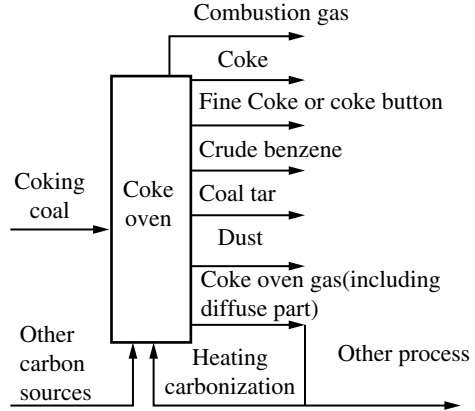 Combustion gas
Coke
Fine Coke or coke button
Crude benzene
Coking
coal
Coke
oven
Coal tar
Dust
Coke oven gas(including
diffuse part)
Other
carbon
sources
Heating
carbonization
Other process